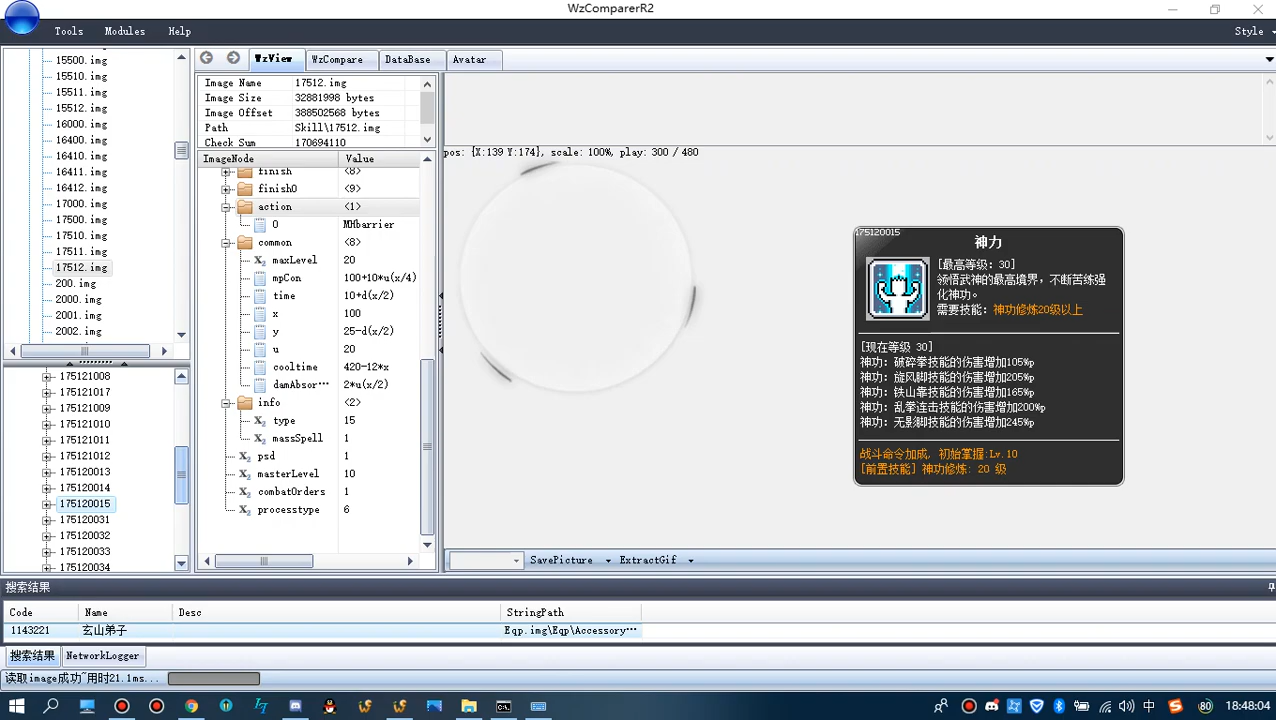 WzComparerR2
Tools Modules Help Style
15500.img
15510.img
15511.img
15512.img
16000.img
16400.img
16410.img
16411.img
16412.img
17000.img
17500.img
17510.img
17511.img
17512.img
200.img
2000.img
2001.img
2002.img
175121008
175121017
175121009
175121010
175121011
175121012
175120013
175120014
175120015
175120031
175120032
175120033
175120034
WzView WzCompare DataBase Avatar
Image Name 17512.img
Image Size 32881998 bytes
Image Offset 388502568 bytes
Path Skill\17512.img
Check Sum 170694110
ImageNode Value
finish <8>
finish0 <9>
action <1>
0 MHbarrier
common <8>
maxLevel 20
mpCon 100+10*u(x/4)
time 10+d(x/2)
x 100
y 25-d(x/2)
u 20
cooltime 420-12*x
damAbsor··· 2*u(x/2)
info <2>
type 15
massSpell 1
psd 1
masterLevel 10
combatOrders 1
processtype 6
pos: {X:139 Y:174}, scale: 100%, play: 300 / 480
175120015
神力
[最高等级：30]
领悟武神的最高境界，不断苦练强
化神功。
需要技能：神功修炼20级以上
[现在等级 30]
神功：破碎拳技能的伤害增加105%p
神功：旋风脚技能的伤害增加205%p
神功：铁山靠技能的伤害增加165%p
神功：乱拳连击技能的伤害增加200%p
神功：无影脚技能的伤害增加245%p
战斗命令加成, 初始掌握:Lv.10
[前置技能] 神功修炼: 20 级
SavePicture ExtractGif
搜索结果
Code Name Desc StringPath
1143221 玄山弟子 Eqp.img\Eqp\Accessory···
搜索结果 NetworkLogger
读取image成功~用时21.1ms...
中 80 18:48:04